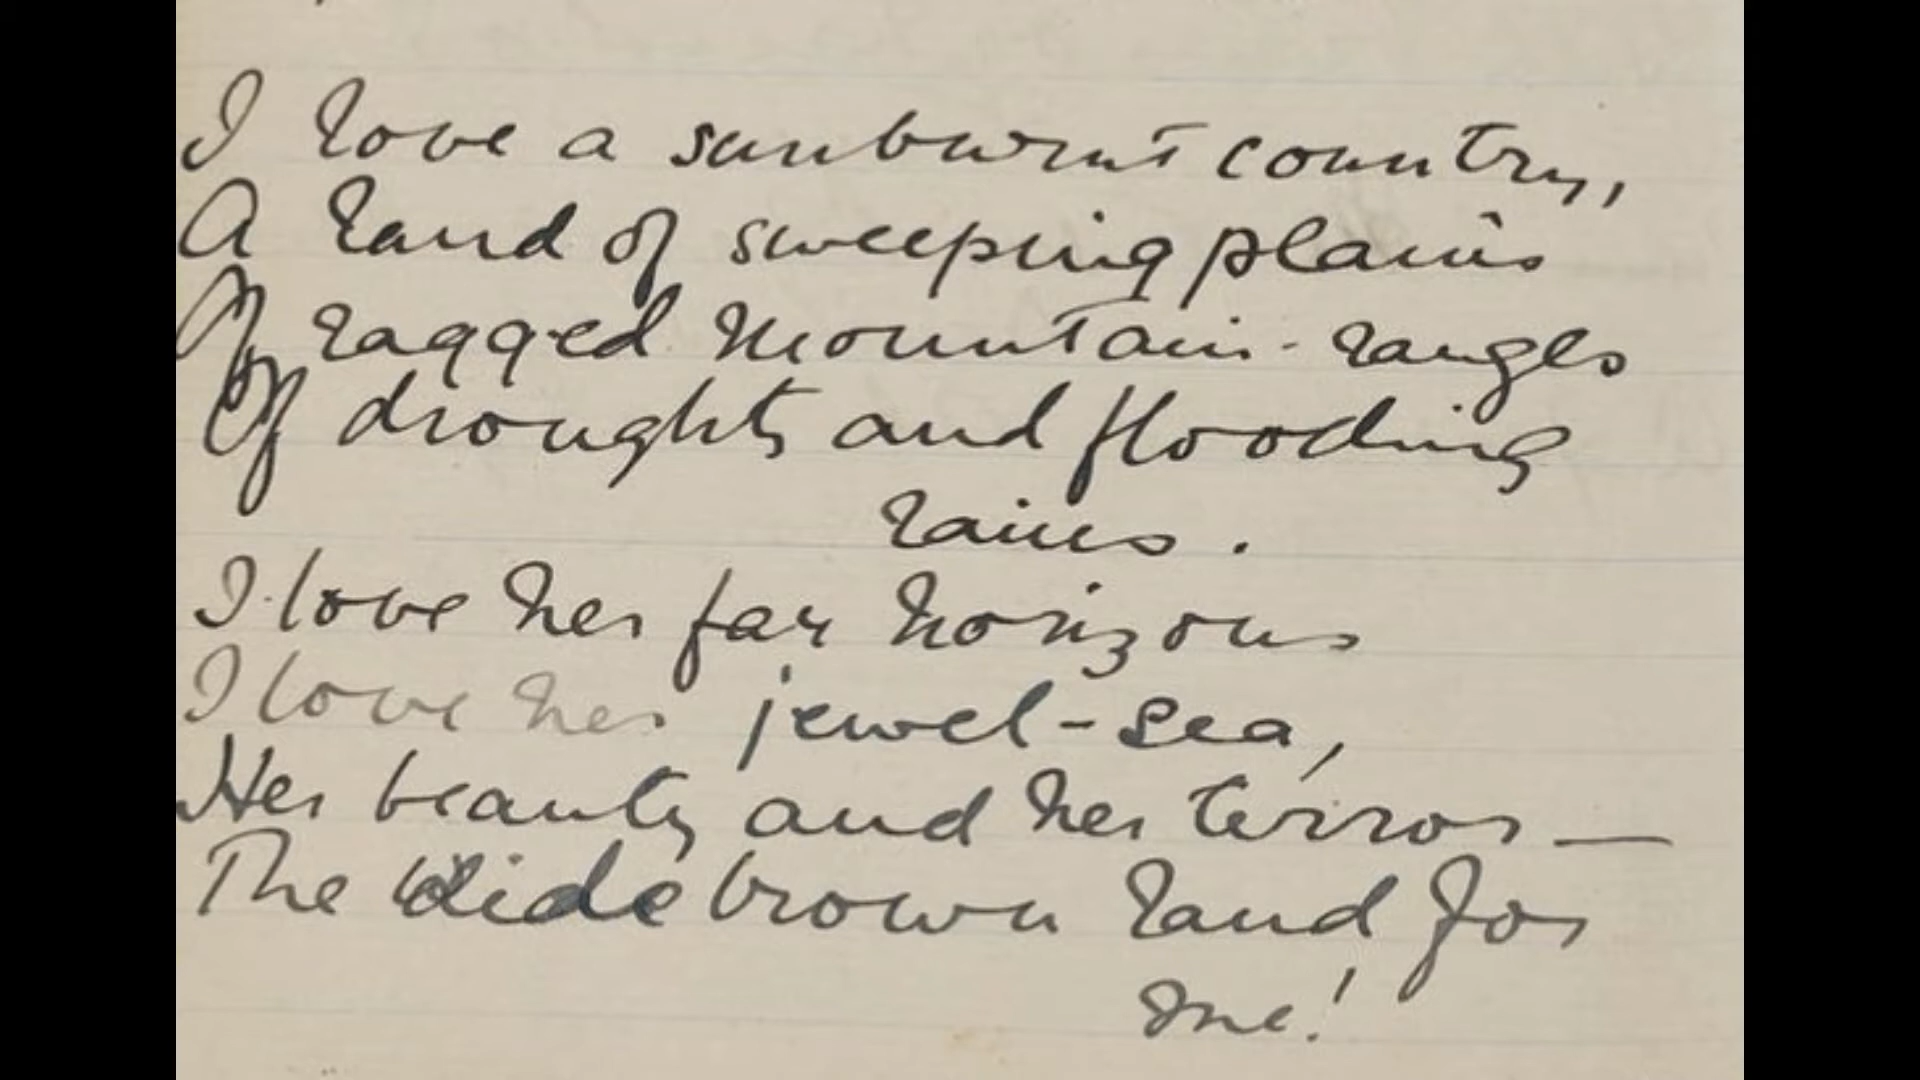 I love a sunburnt country,
A land of sweeping plains
Of ragged mountain-ranges
Of droughts and flooding
rains.
I love her far horizons
I love her jewel-sea,
Her beauty and her terror —
The wide brown land for
me!